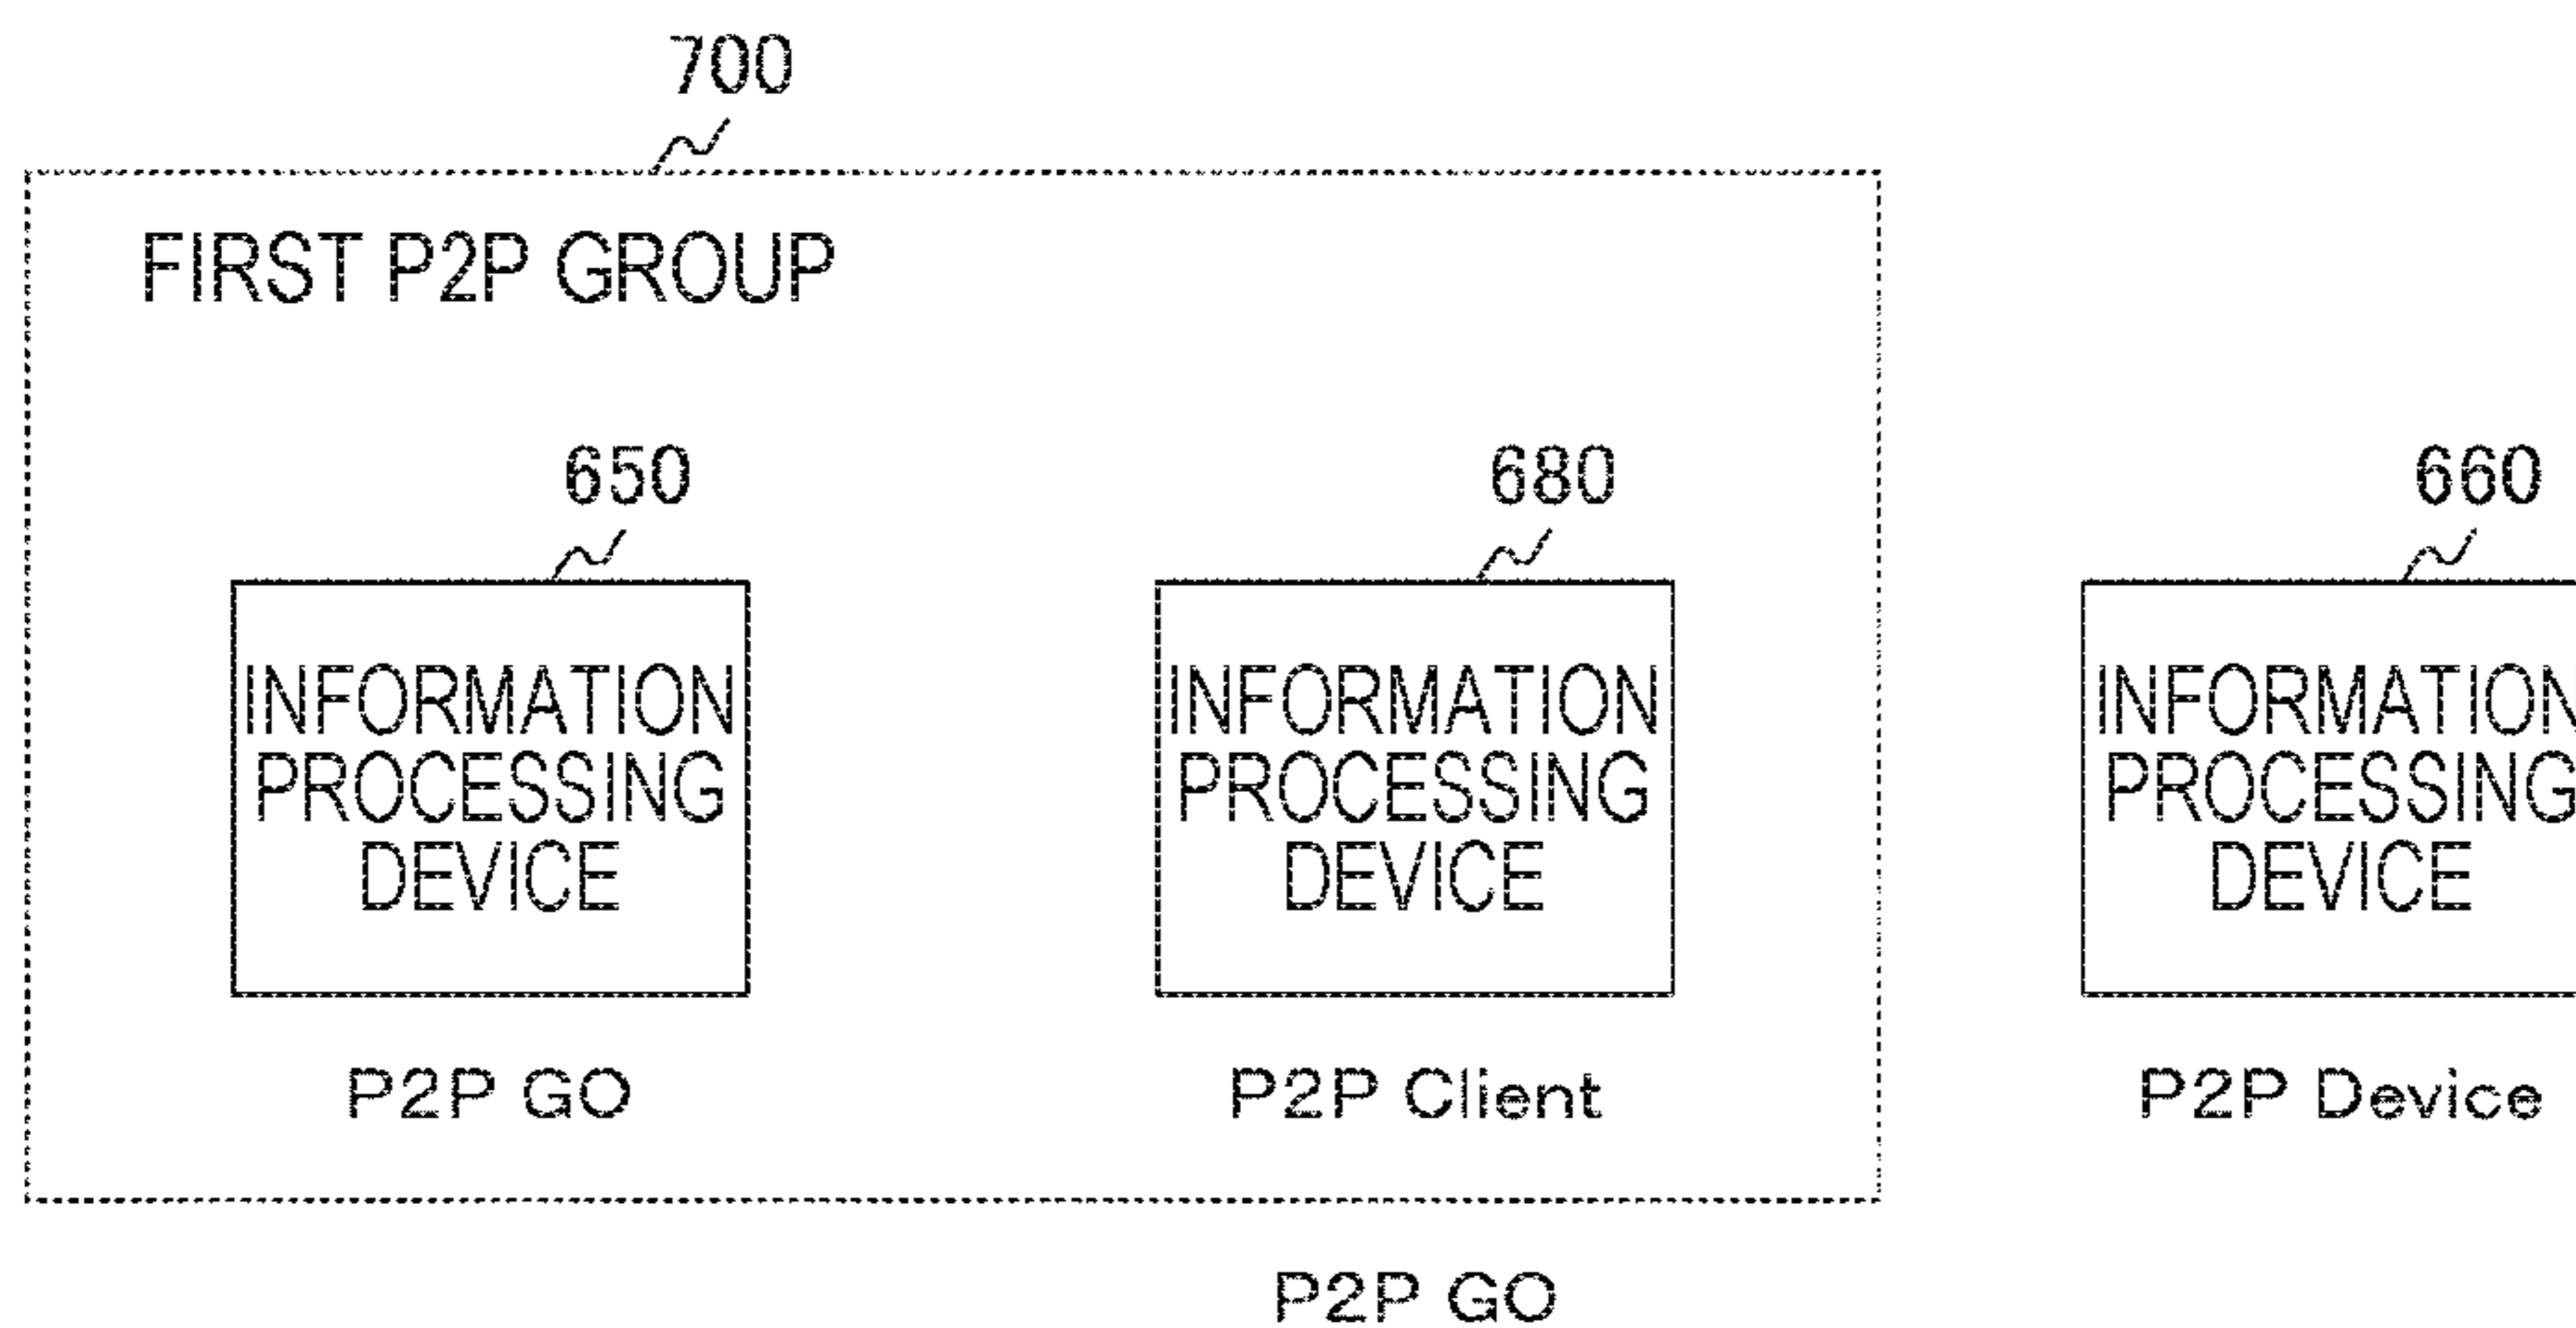 700
FIRST P2P GROUP
650
680
660
INFORMATION
PROCESSING
DEVICE
INFORMATION
PROCESSING
DEVICE
INFORMATION
PROCESSING
DEVICE
P2P GO
P2P Client
P2P Device
P2P GO